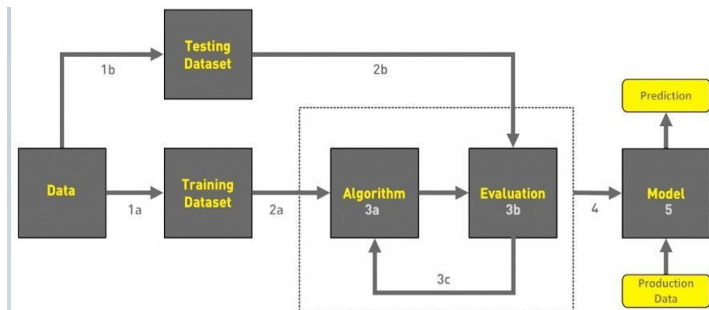 Testing
Dataset
1b
2b
Prediction
Data
1a
Training
Dataset
2a
Algorithm
3a
Evaluation
3b
4
Model
5
3c
Production
Data